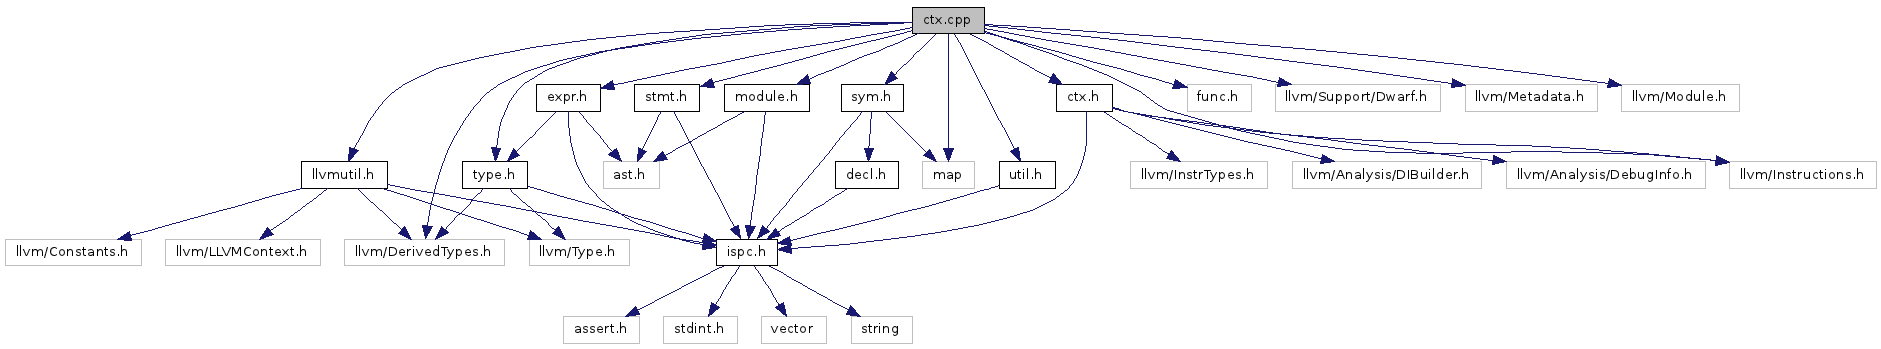 ctx.cpp
expr.h
stmt.h
module.h
sym.h
ctx.h
func.h
llvm/Support/Dwarf.h
llvm/Metadata.h
llvm/Module.h
llvmutil.h
type.h
ast.h
decl.h
map
util.h
llvm/InstrTypes.h
llvm/Analysis/DIBuilder.h
llvm/Analysis/DebugInfo.h
llvm/Instructions.h
llvm/Constants.h
llvm/LLVMContext.h
llvm/DerivedTypes.h
llvm/Type.h
ispc.h
assert.h
stdint.h
vector
string